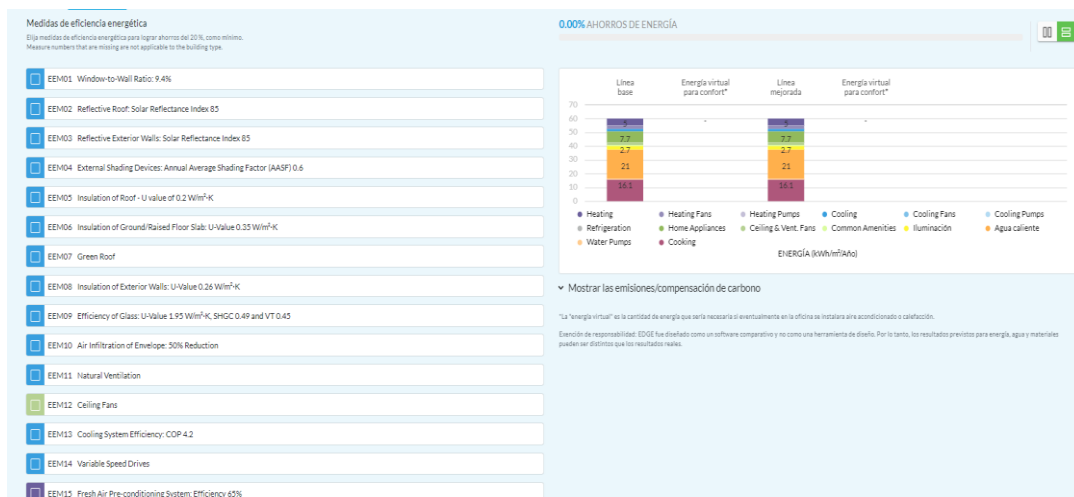 Medidas de eficiencia energética
Elija medidas de eficiencia energética para lograr ahorros del 20%, como mínimo.
Measure numbers that are missing are not applicable to the building type.
EEM01 Window-to-Wall Ratio: 9.4%
EEM02 Reflective Roof: Solar Reflectance Index 85
EEM03 Reflective Exterior Walls: Solar Reflectance Index 85
EEM04 External Shading Devices: Annual Average Shading Factor (AASF) 0.6
EEM05 Insulation of Roof - U value of 0.2 W/m²·K
EEM06 Insulation of Ground/Raised Floor Slab: U-Value 0.35 W/m²·K
EEM07 Green Roof
EEM08 Insulation of Exterior Walls: U-Value 0.26 W/m²·K
EEM09 Efficiency of Glass: U-Value 1.95 W/m²·K, SHGC 0.49 and VT 0.45
EEM10 Air Infiltration of Envelope: 50% Reduction
EEM11 Natural Ventilation
EEM12 Ceiling Fans
EEM13 Cooling System Efficiency: COP 4.2
EEM14 Variable Speed Drives
EEM15 Fresh Air Pre-conditioning System: Efficiency 65%
0.00% AHORROS DE ENERGÍA
Línea base
Energía virtual para confort*
Línea mejorada
Energía virtual para confort*
70
60
50
40
30
20
10
0
5
7.7
2.7
21
16.1
-
5
7.7
2.7
21
16.1
-
Heating
Heating Fans
Heating Pumps
Cooling
Cooling Fans
Cooling Pumps
Refrigeration
Home Appliances
Ceiling & Vent. Fans
Common Amenities
Iluminación
Agua caliente
Water Pumps
Cooking
ENERGÍA (kWh/m²/Año)
Mostrar las emisiones/compensación de carbono
*La "energía virtual" es la cantidad de energía que sería necesaria si eventualmente en la oficina se instalara aire acondicionado o calefacción.
Exención de responsabilidad: EDGE fue diseñado como un software comparativo y no como una herramienta de diseño. Por lo tanto, los resultados previstos para energía, agua y materiales
pueden ser distintos que los resultados reales.